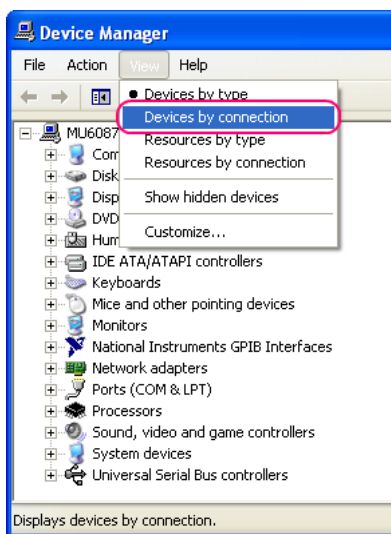 Device Manager
File Action View Help
Devices by type
Devices by connection
Resources by type
Resources by connection
Show hidden devices
Customize...
MU6087
Com
Disk
Disp
DVD
Hum
IDE ATA/ATAPI controllers
Keyboards
Mice and other pointing devices
Monitors
National Instruments GPIB Interfaces
Network adapters
Ports (COM & LPT)
Processors
Sound, video and game controllers
System devices
Universal Serial Bus controllers
Displays devices by connection.